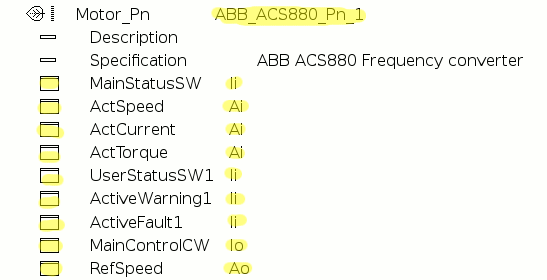 Motor_Pn ABB_ACS880_Pn_1
Description
Specification ABB ACS880 Frequency converter
MainStatusSW Ii
ActSpeed Ai
ActCurrent Ai
ActTorque Ai
UserStatusSW1 Ii
ActiveWarning1 Ii
ActiveFault1 Ii
MainControlCW Io
RefSpeed Ao